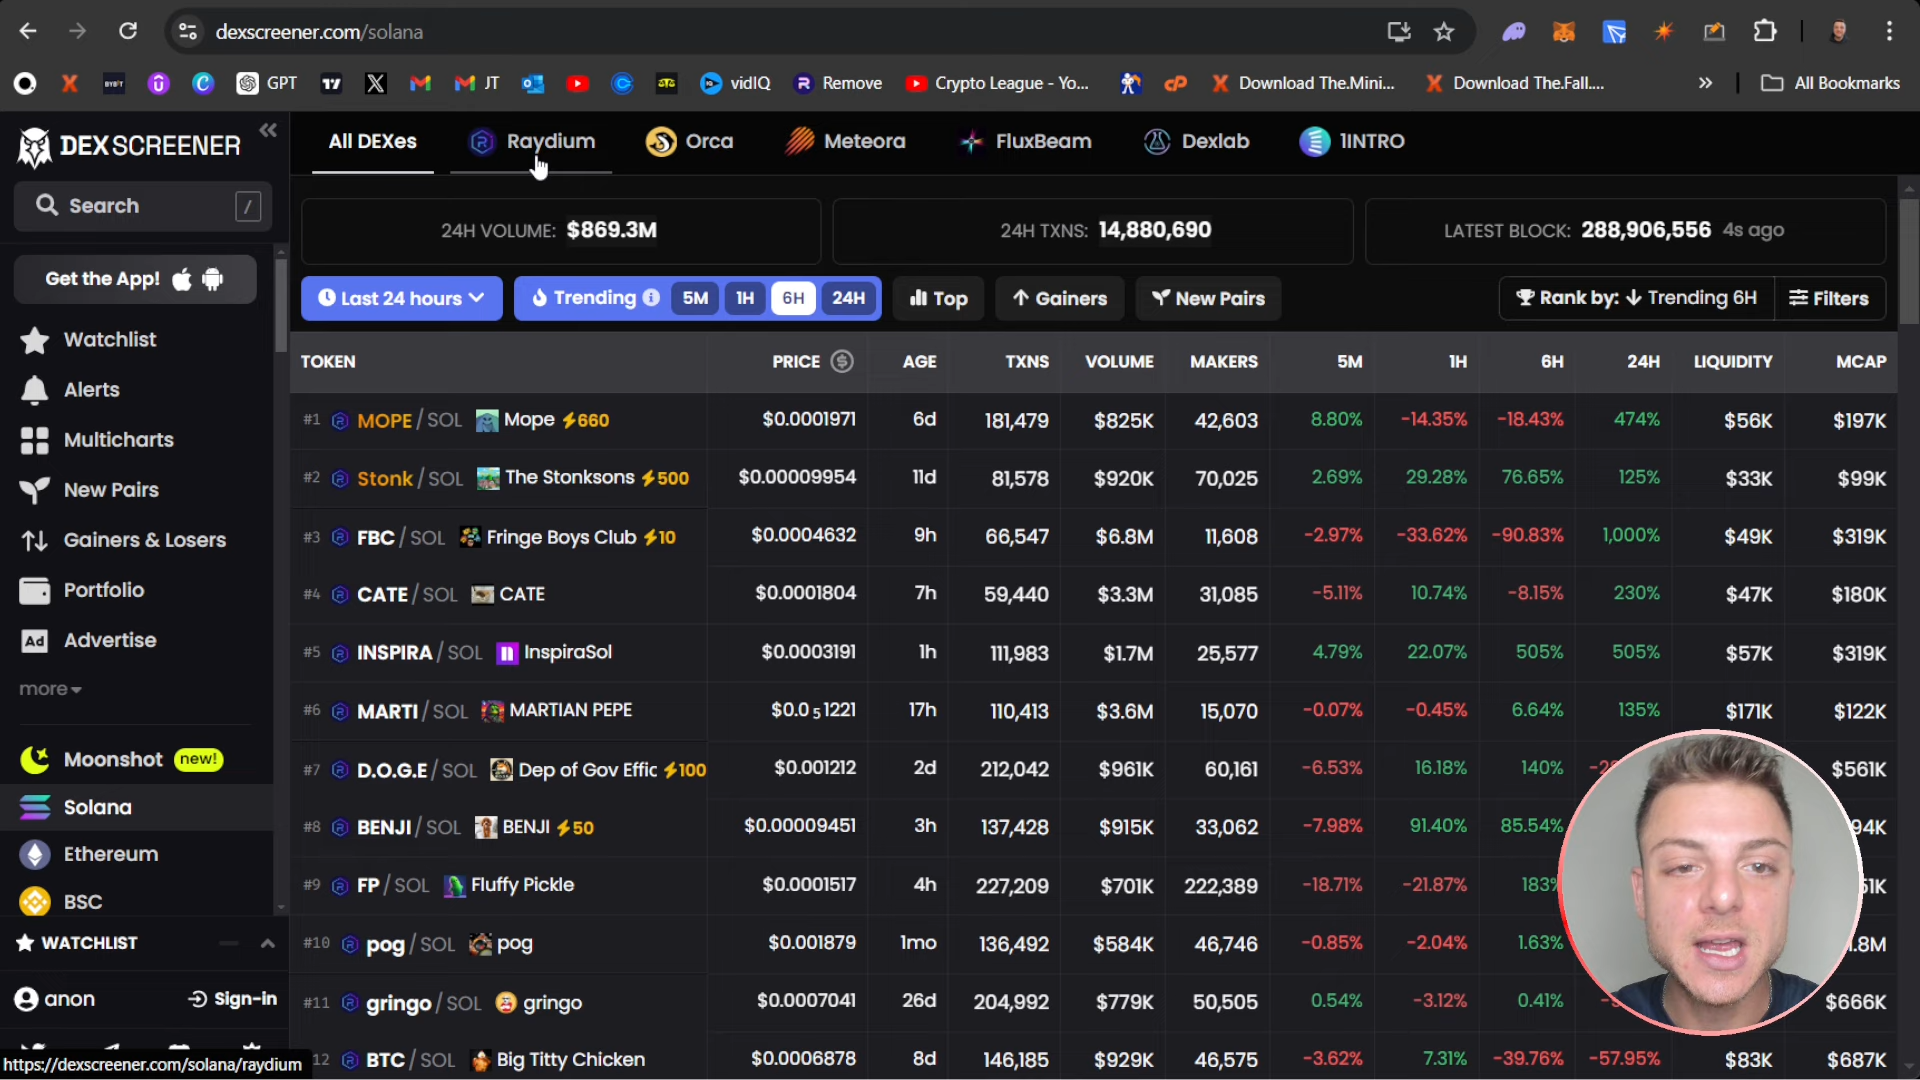 dexscreener.com/solana
BYBIT GPT JT vidIQ Remove Crypto League - Yo... cP Download The.Mini... Download The.Fall.... » All Bookmarks
DEXSCREENER «
All DEXes Raydium Orca Meteora FluxBeam Dexlab 1INTRO
Search /
24H VOLUME: $869.3M 24H TXNS: 14,880,690 LATEST BLOCK: 288,906,556 4s ago
Get the App!
Last 24 hours Trending 5M 1H 6H 24H Top Gainers New Pairs Rank by: Trending 6H Filters
Watchlist
Alerts
Multicharts
New Pairs
Gainers & Losers
Portfolio
Ad Advertise
more
Moonshot new!
Solana
Ethereum
BSC
WATCHLIST
anon Sign-in
TOKEN PRICE AGE TXNS VOLUME MAKERS 5M 1H 6H 24H LIQUIDITY MCAP
#1 MOPE/SOL Mope 660 $0.0001971 6d 181,479 $825K 42,603 8.80% -14.35% -18.43% 474% $56K $197K
#2 Stonk/SOL The Stonksons 500 $0.00009954 11d 81,578 $920K 70,025 2.69% 29.28% 76.65% 125% $33K $99K
#3 FBC/SOL Fringe Boys Club 10 $0.0004632 9h 66,547 $6.8M 11,608 -2.97% -33.62% -90.83% 1,000% $49K $319K
#4 CATE/SOL CATE $0.0001804 7h 59,440 $3.3M 31,085 -5.11% 10.74% -8.15% 230% $47K $180K
#5 INSPIRA/SOL InspiraSol $0.0003191 1h 111,983 $1.7M 25,577 4.79% 22.07% 505% 505% $57K $319K
#6 MARTI/SOL MARTIAN PEPE $0.0₅1221 17h 110,413 $3.6M 15,070 -0.07% -0.45% 6.64% 135% $171K $122K
#7 D.O.G.E/SOL Dep of Gov Effic 100 $0.001212 2d 212,042 $961K 60,161 -6.53% 16.18% 140% $561K
#8 BENJI/SOL BENJI 50 $0.00009451 3h 137,428 $915K 33,062 -7.98% 91.40% 85.54% 94K
#9 FP/SOL Fluffy Pickle $0.0001517 4h 227,209 $701K 222,389 -18.71% -21.87% 183% 1K
#10 pog/SOL pog $0.001879 1mo 136,492 $584K 46,746 -0.85% -2.04% 1.63% .8M
#11 gringo/SOL gringo $0.0007041 26d 204,992 $779K 50,505 0.54% -3.12% 0.41% $666K
12 BTC/SOL Big Titty Chicken $0.0006878 8d 146,185 $929K 46,575 -3.62% 7.31% -39.76% -57.95% $83K $687K
https://dexscreener.com/solana/raydium